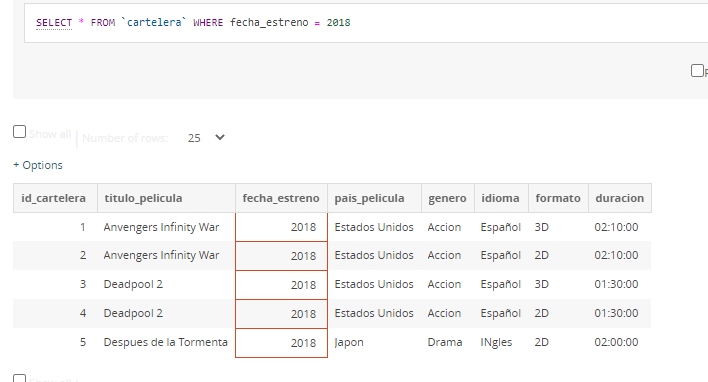 SELECT * FROM `cartelera` WHERE fecha_estreno = 2018
Show all | Number of rows: 25
+ Options
id_cartelera titulo_pelicula fecha_estreno pais_pelicula genero idioma formato duracion
1 Anvengers Infinity War 2018 Estados Unidos Accion Español 3D 02:10:00
2 Anvengers Infinity War 2018 Estados Unidos Accion Español 2D 02:10:00
3 Deadpool 2 2018 Estados Unidos Accion Español 3D 01:30:00
4 Deadpool 2 2018 Estados Unidos Accion Español 2D 01:30:00
5 Despues de la Tormenta 2018 Japon Drama INgles 2D 02:00:00